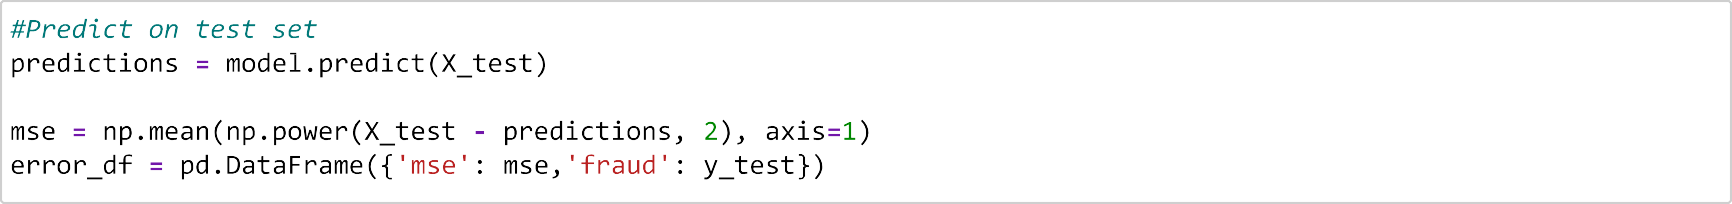 #Predict on test set
predictions = model.predict(X_test)
mse = np.mean(np.power(X_test - predictions, 2), axis=1)
error_df = pd.DataFrame({'mse': mse,'fraud': y_test})